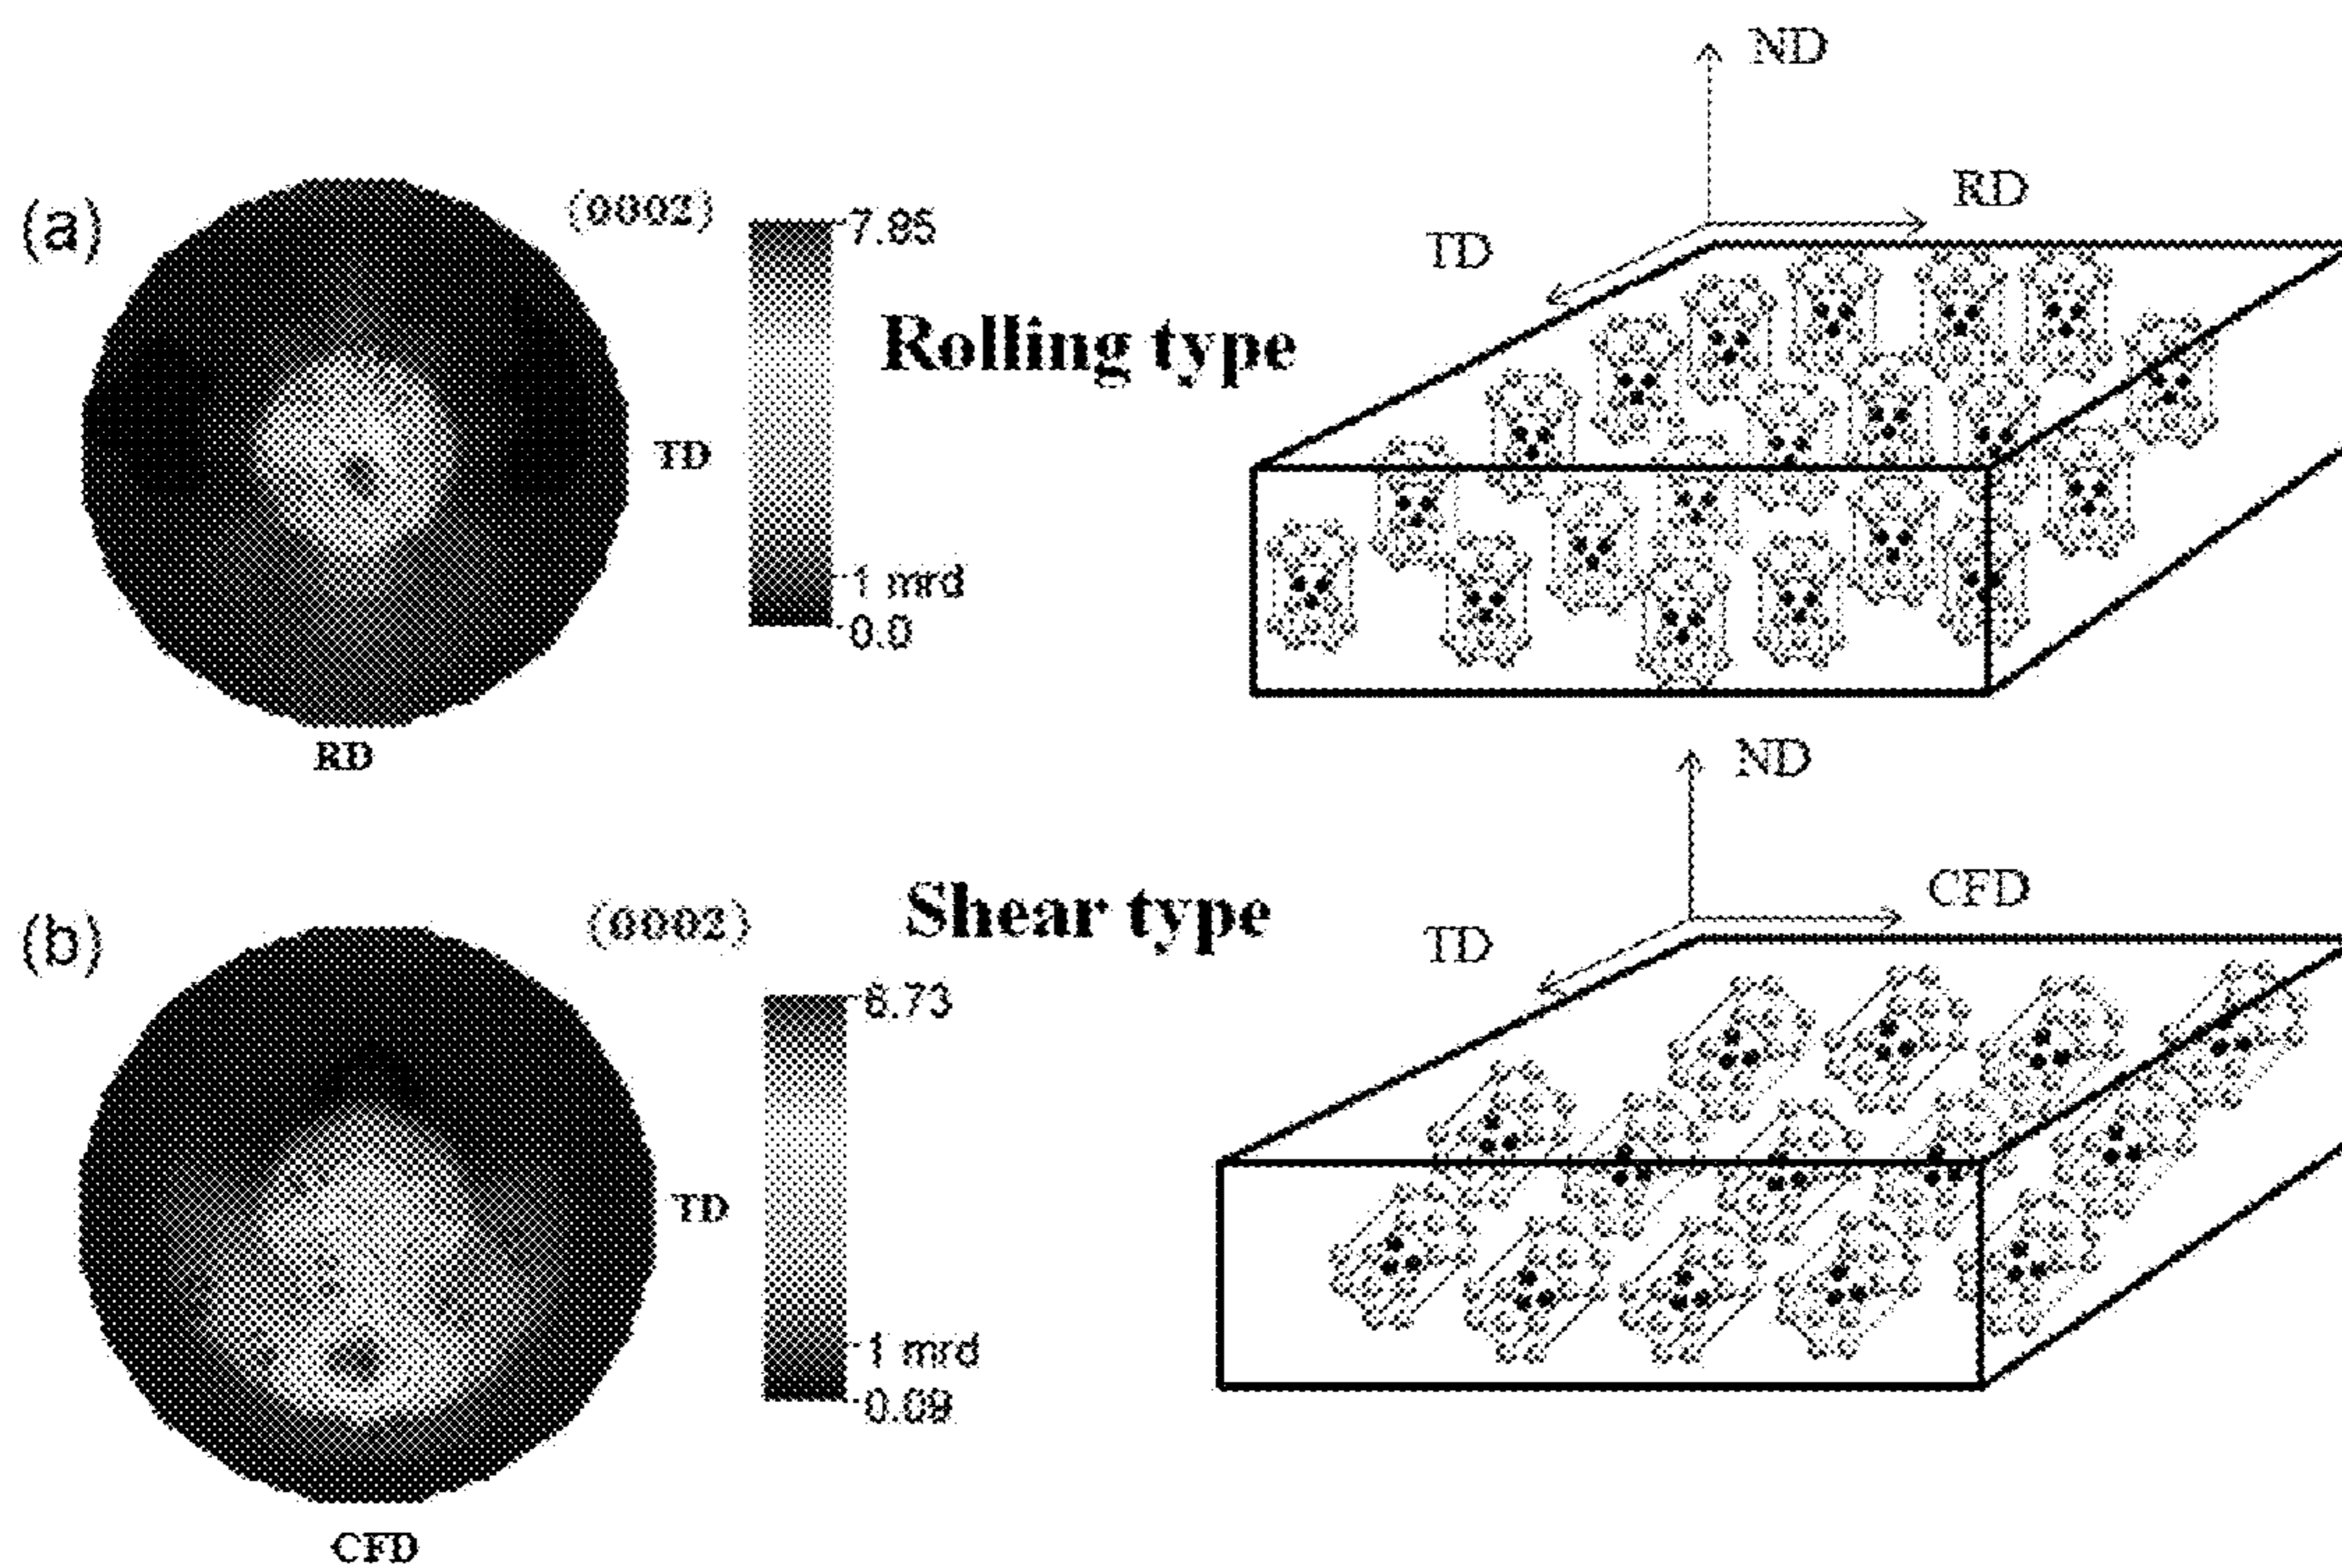 (a)
(0002)
7.85
1 mrd
0.0
TD
RD
Rolling type
ND
RD
TD
(b)
(0002)
8.73
1 mrd
0.09
TD
CFD
Shear type
ND
CFD
TD